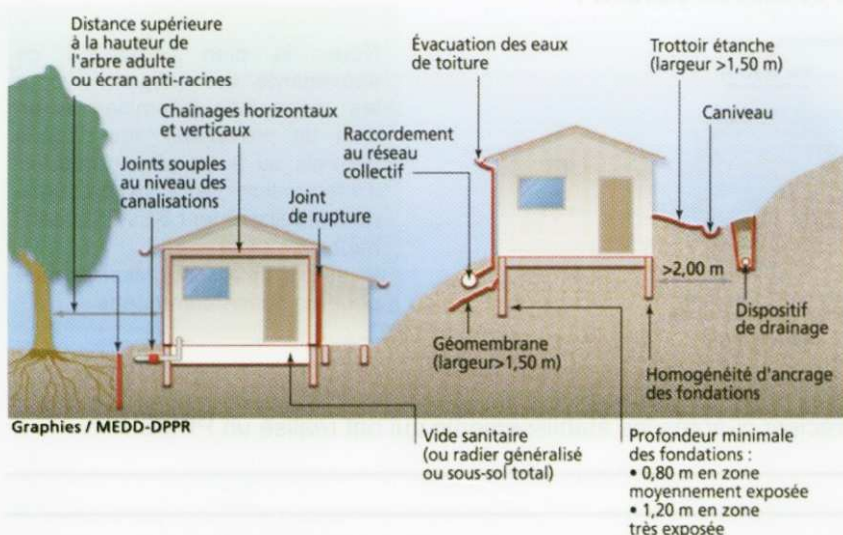 Distance supérieure
à la hauteur de
l'arbre adulte
ou écran anti-racines
Chaînages horizontaux
et verticaux
Joints souples
au niveau des
canalisations
Joint
de rupture
Évacuation des eaux
de toiture
Raccordement
au réseau
collectif
Trottoir étanche
(largeur >1,50 m)
Caniveau
>2,00 m
Dispositif
de drainage
Géomembrane
(largeur>1,50 m)
Homogénéité d'ancrage
des fondations
Graphies / MEDD-DPPR
Vide sanitaire
(ou radier généralisé
ou sous-sol total)
Profondeur minimale
des fondations :
• 0,80 m en zone
moyennement exposée
• 1,20 m en zone
très exposée